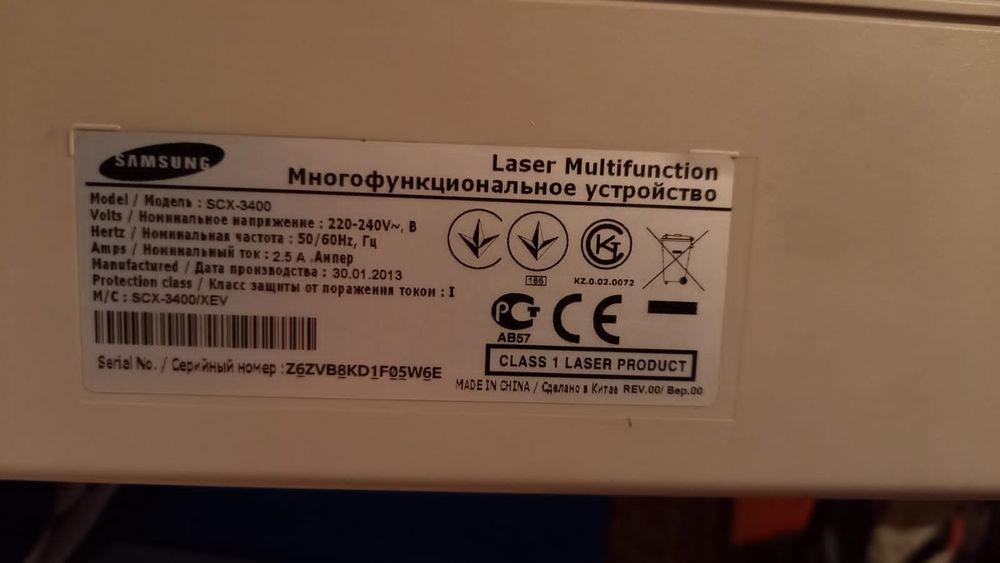 SAMSUNG
Laser Multifunction
Многофункциональное устройство
Model / Модель : SCX-3400
Volts / Номинальное напряжение : 220-240V~, В
Hertz / Номинальная частота : 50/60Hz, Гц
Amps / Номинальный ток : 2.5 A ,Ампер
Manufactured / Дата производства : 30.01.2013
Protection class / Класс защиты от поражения током : I
M/C : SCX-3400/XEV
166
KZ.0.02.0072
РСТ
АВ57
CE
CLASS 1 LASER PRODUCT
Serial No. / Серийный номер :Z6ZVB8KD1F05W6E
MADE IN CHINA / Сделано в Китае REV.00/ Вер.00